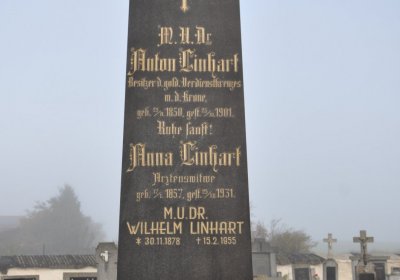 M.U.Dr.
Anton Linhart
Besitzer d. gold. Verdienstkreuzes
m. d. Krone,
geb. 1850, gest. 1901.
Ruhe sanft!
Anna Linhart
Arztenswitwe
geb. 1857, gest. 1931.
M.U.DR.
WILHELM LINHART
* 30.11.1878 +15.2.1955